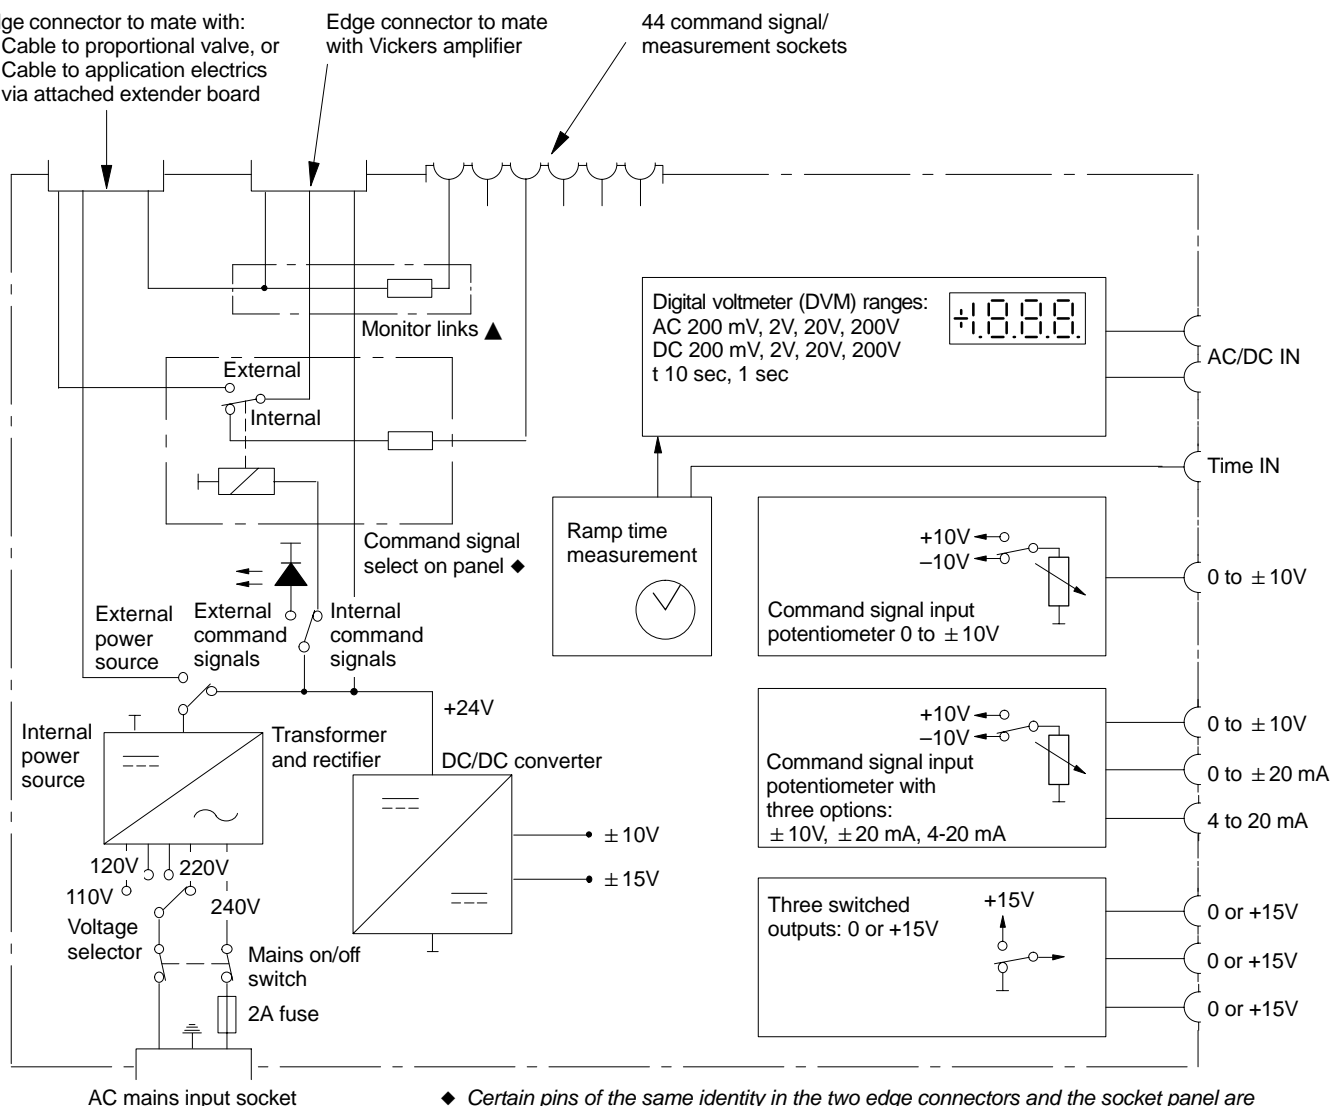 ge connector to mate with:
Cable to proportional valve, or
Cable to application electrics
via attached extender board
Edge connector to mate
with Vickers amplifier
44 command signal/
measurement sockets
Monitor links ▲
External
Internal
Command signal
select on panel ◆
Digital voltmeter (DVM) ranges:
AC 200 mV, 2V, 20V, 200V
DC 200 mV, 2V, 20V, 200V
t 10 sec, 1 sec
±1.8.8.8.
AC/DC IN
Time IN
Ramp time
measurement
+10V
–10V
Command signal input
potentiometer 0 to ±10V
0 to ±10V
External
power
source
External
command
signals
Internal
command
signals
+24V
Internal
power
source
Transformer
and rectifier
DC/DC converter
±10V
±15V
+10V
–10V
Command signal input
potentiometer with
three options:
±10V, ±20 mA, 4-20 mA
0 to ±10V
0 to ±20 mA
4 to 20 mA
120V
220V
110V
240V
Voltage
selector
Mains on/off
switch
2A fuse
Three switched
outputs: 0 or +15V
+15V
0 or +15V
0 or +15V
0 or +15V
AC mains input socket
◆ Certain pins of the same identity in the two edge connectors and the socket panel are